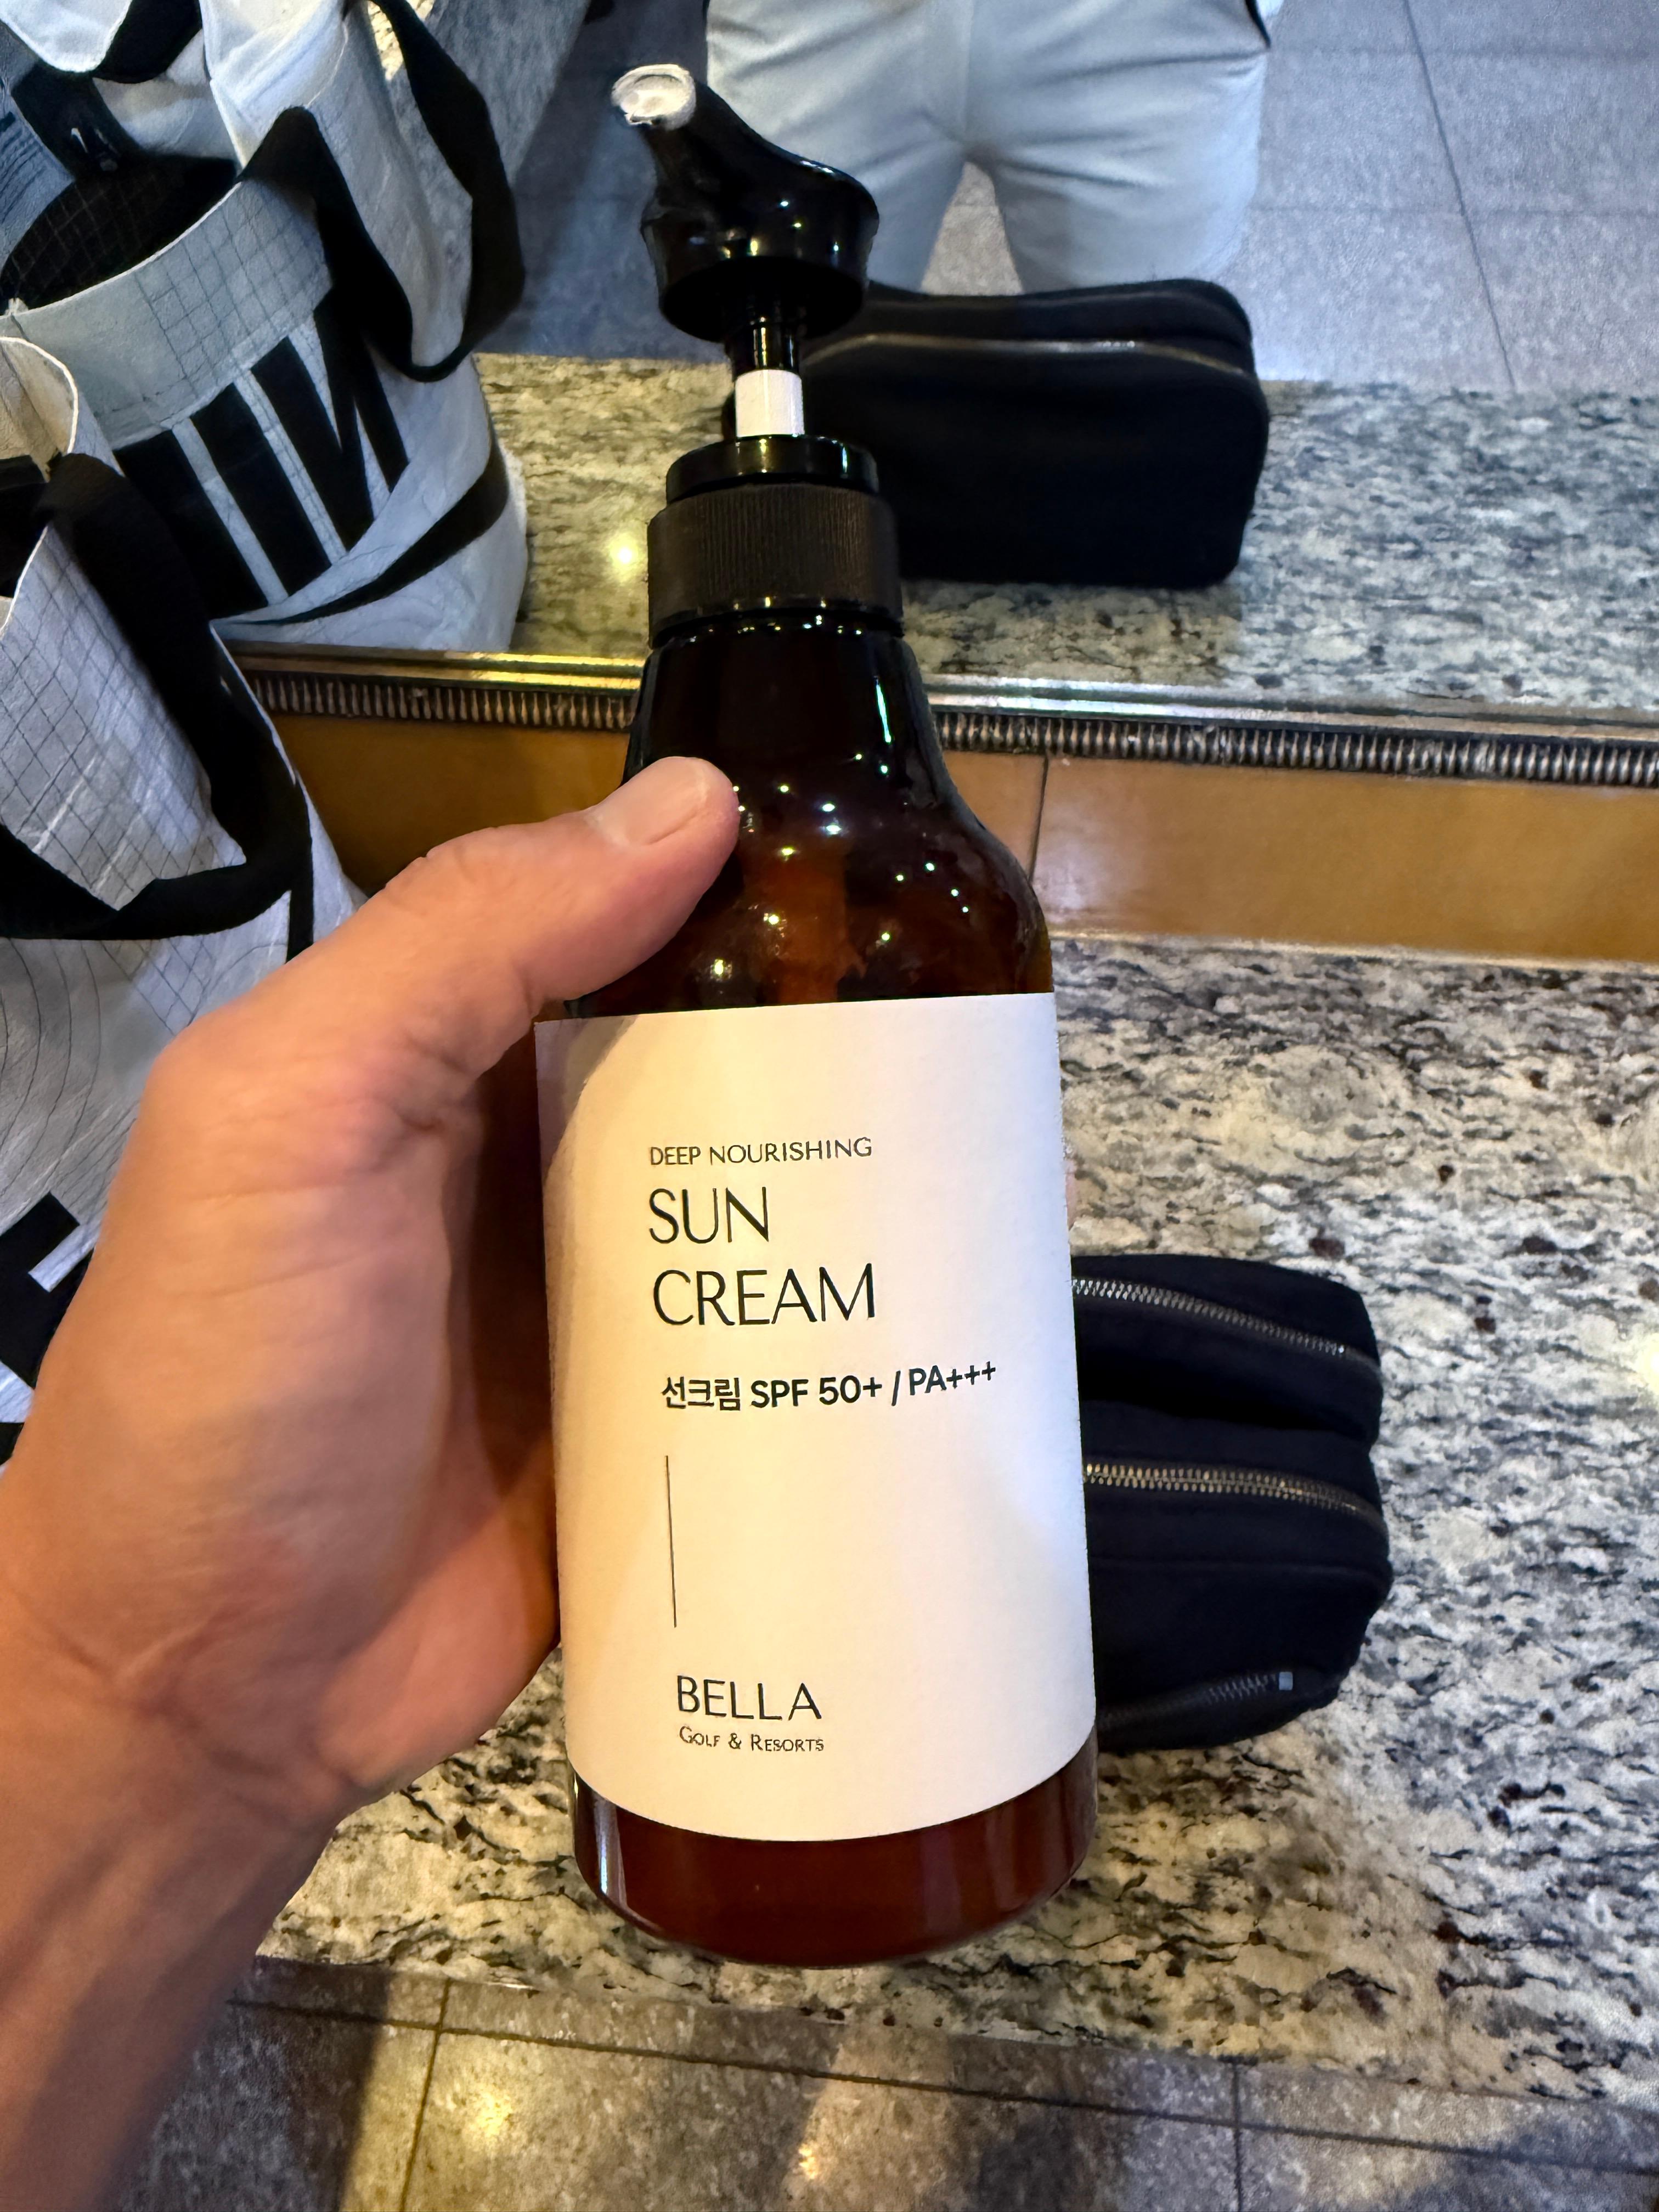 DEEP NOURISHING
SUN
CREAM
선크림 SPF 50+ / PA+++
BELLA
GOLF & RESORTS